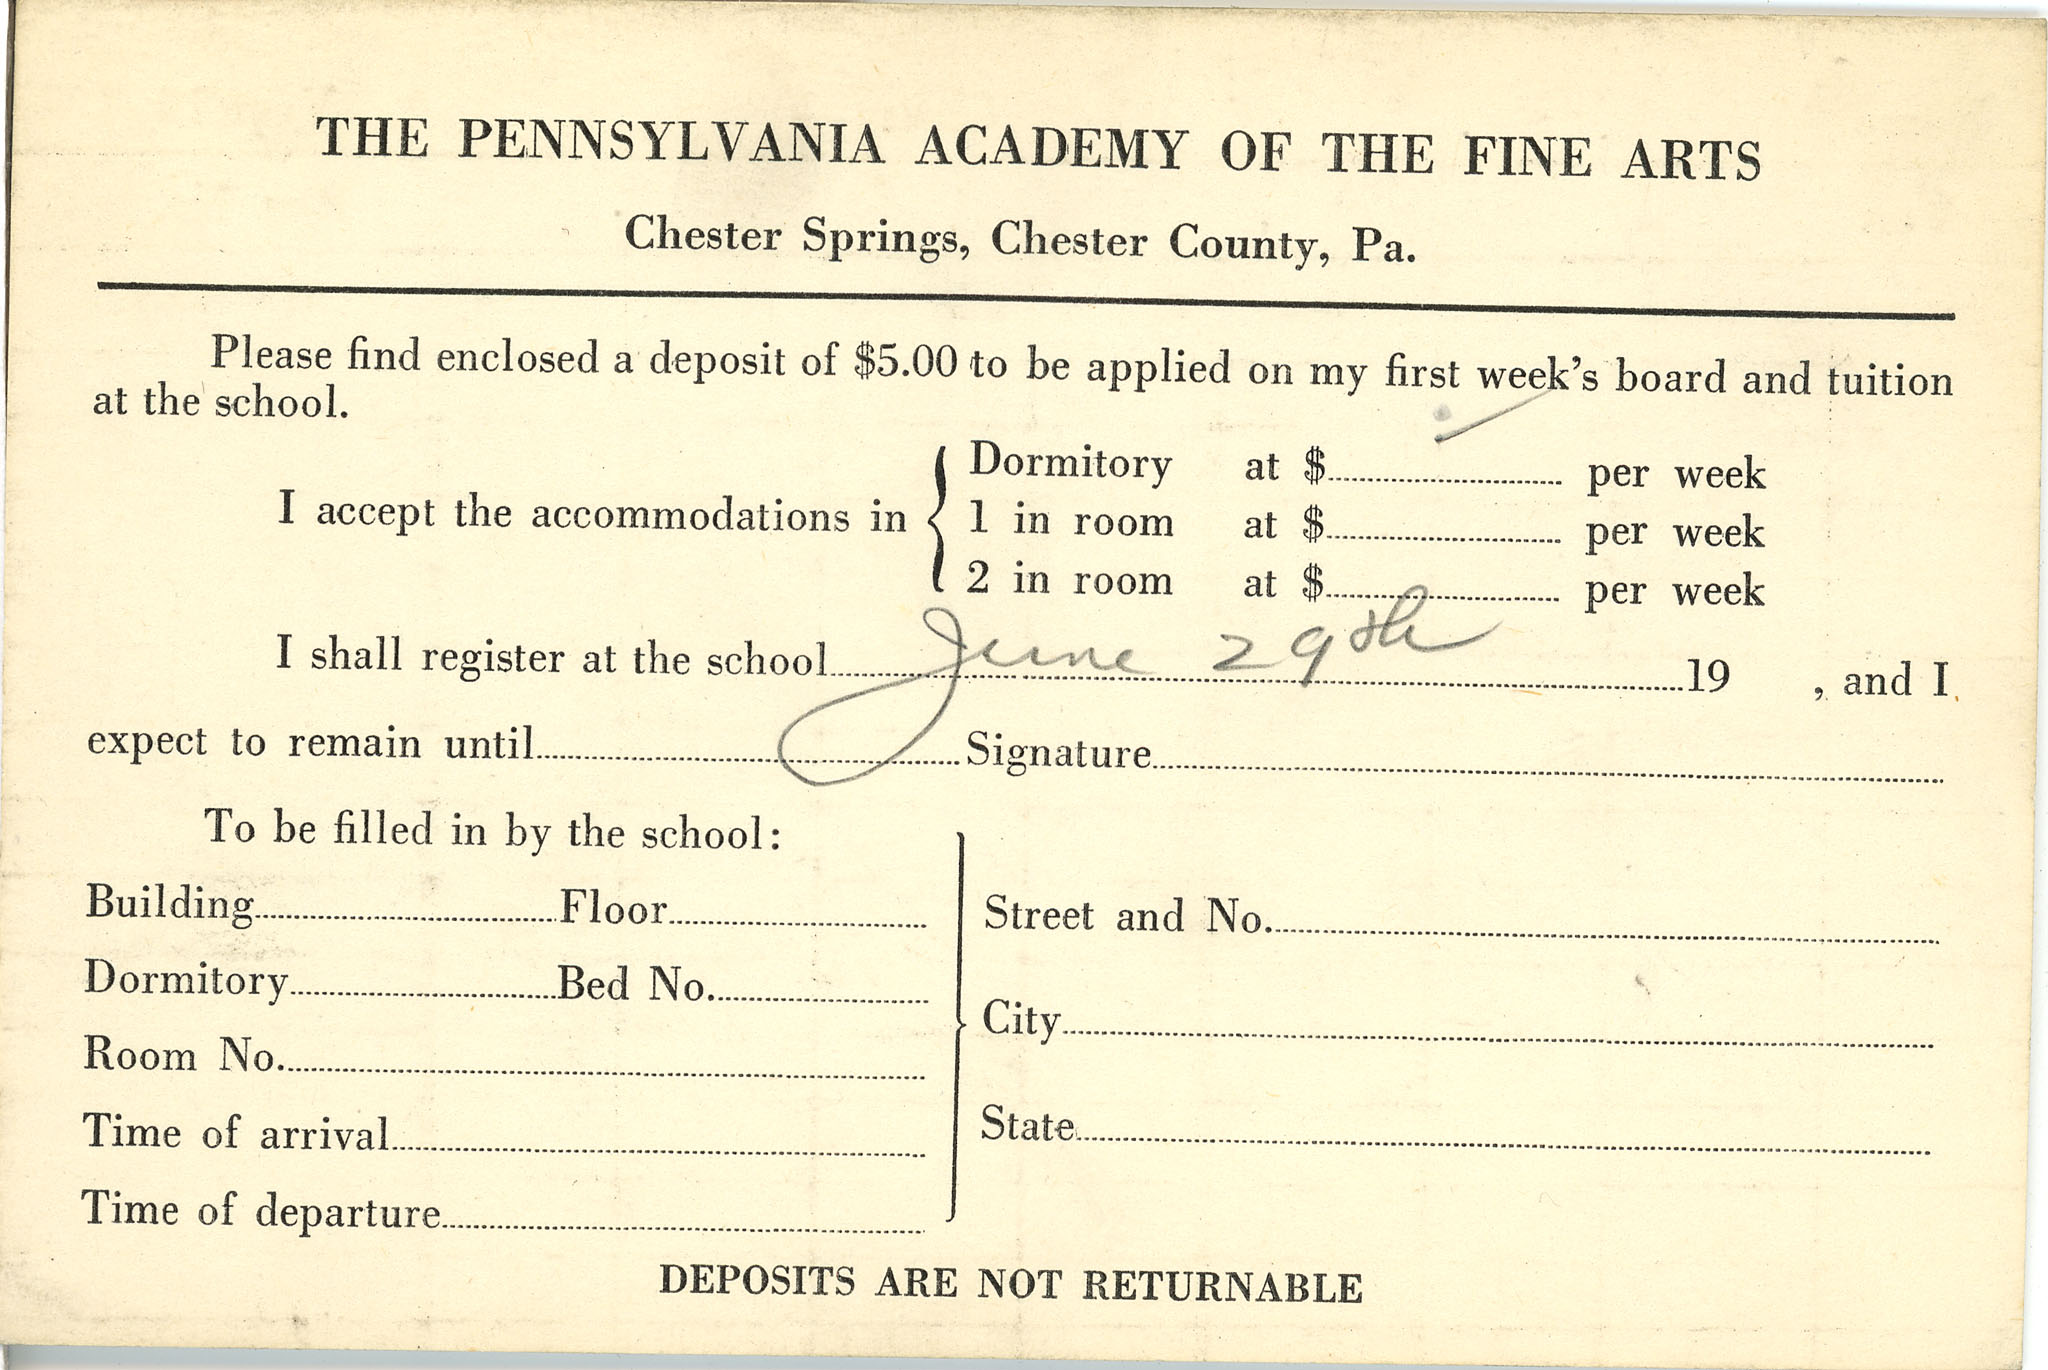 THE PENNSYLVANIA ACADEMY OF THE FINE ARTS
Chester Springs, Chester County, Pa.
Please find enclosed a deposit of $5.00 to be applied on my first week's board and tuition
at the school.
I accept the accommodations in
Dormitory at $ per week
1 in room at $ per week
2 in room at $ per week
I shall register at the school June 29th 19 , and I
expect to remain until Signature
To be filled in by the school:
Building Floor
Dormitory Bed No.
Room No.
Time of arrival
Time of departure
Street and No.
City
State
DEPOSITS ARE NOT RETURNABLE